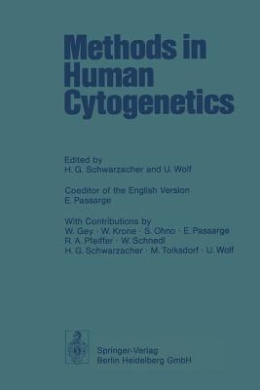 Methods in
Human
Cytogenetics
Edited by
H. G. Schwarzacher and U. Wolf
Coeditor of the English Version
E. Passarge
With Contributions by
W. Gey · W. Krone · S. Ohno · E. Passarge
R. A. Pfeiffer · W. Schnedl
H. G. Schwarzacher · M. Tolksdorf · U. Wolf
Springer-Verlag
Berlin Heidelberg GmbH